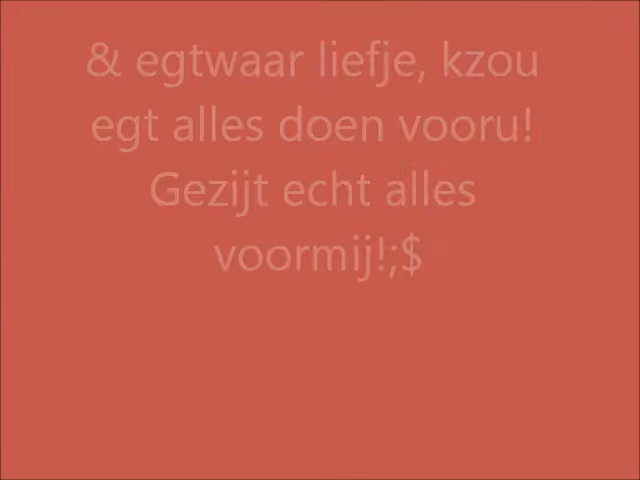 & egtwaar liefje, kzou
egt alles doen vooru!
Gezijt echt alles
voormij!;$